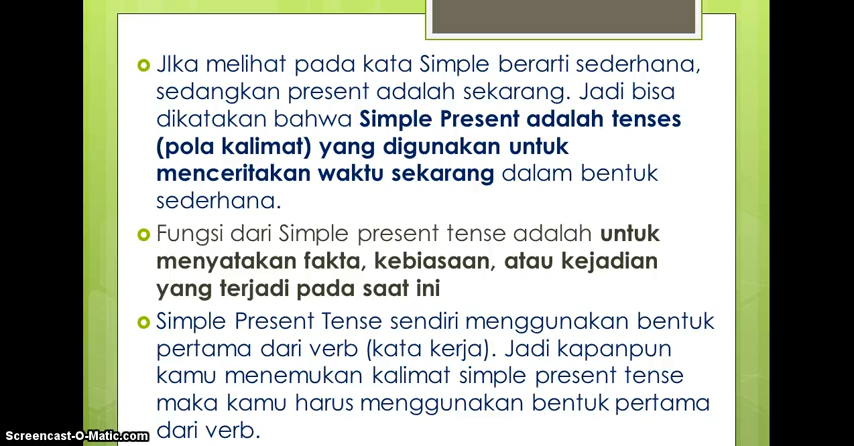 JIka melihat pada kata Simple berarti sederhana,
sedangkan present adalah sekarang. Jadi bisa
dikatakan bahwa Simple Present adalah tenses
(pola kalimat) yang digunakan untuk
menceritakan waktu sekarang dalam bentuk
sederhana.
Fungsi dari Simple present tense adalah untuk
menyatakan fakta, kebiasaan, atau kejadian
yang terjadi pada saat ini
Simple Present Tense sendiri menggunakan bentuk
pertama dari verb (kata kerja). Jadi kapanpun
kamu menemukan kalimat simple present tense
maka kamu harus menggunakan bentuk pertama
dari verb.
Screencast-O-Matic.com